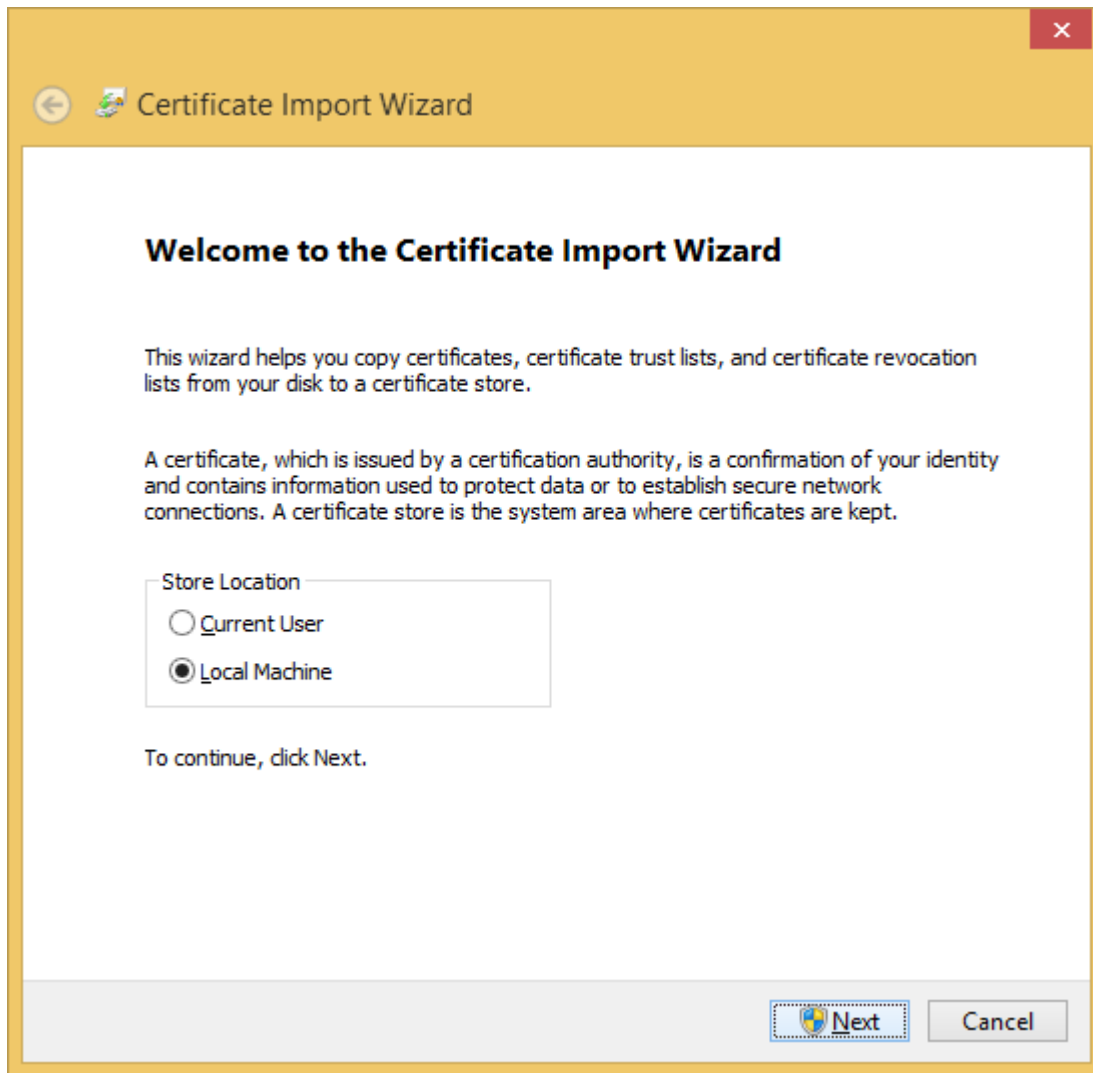 Certificate Import Wizard
Welcome to the Certificate Import Wizard
This wizard helps you copy certificates, certificate trust lists, and certificate revocation
lists from your disk to a certificate store.
A certificate, which is issued by a certification authority, is a confirmation of your identity
and contains information used to protect data or to establish secure network
connections. A certificate store is the system area where certificates are kept.
Store Location
Current User
Local Machine
To continue, click Next.
Next
Cancel